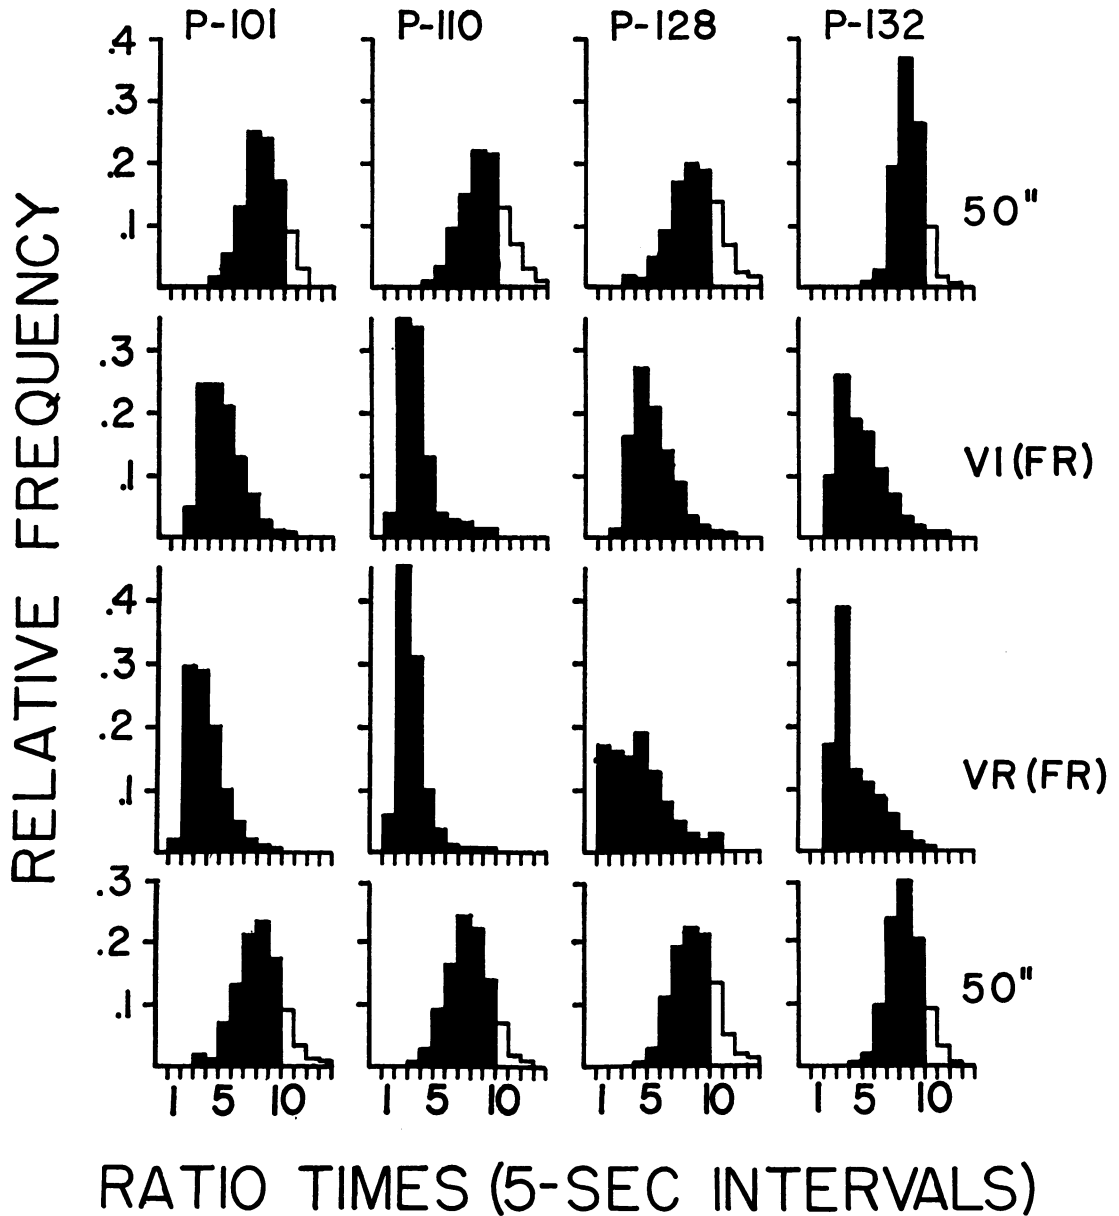 P-101 P-110 P-128 P-132
.4
.3
.2
.1
50"
.3
.2
.1
VI(FR)
.4
.3
.2
.1
VR(FR)
.3
.2
.1
50"
RELATIVE FREQUENCY
1 5 10 1 5 10 1 5 10 1 5 10
RATIO TIMES (5-SEC INTERVALS)